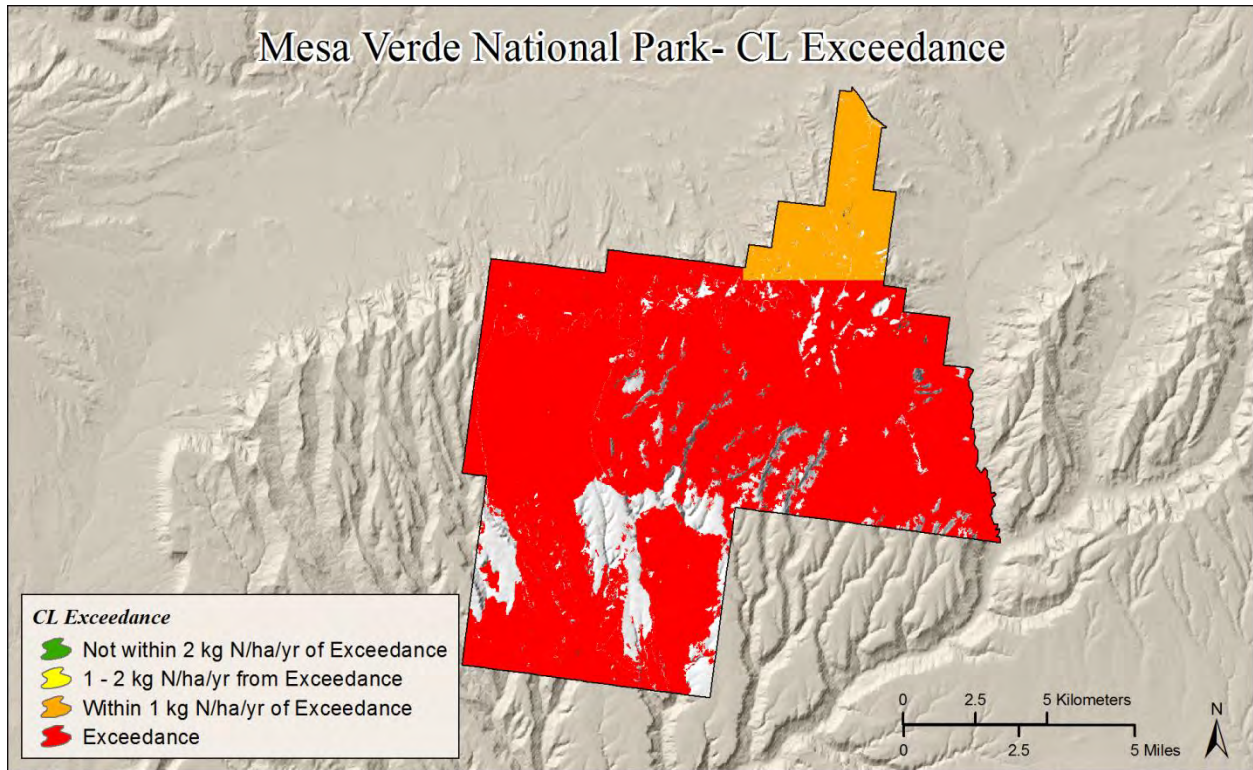 Mesa Verde National Park- CL Exceedance
CL Exceedance
Not within 2 kg N/ha/yr of Exceedance
1 - 2 kg N/ha/yr from Exceedance
Within 1 kg N/ha/yr of Exceedance
Exceedance
0 2.5 5 Kilometers
0 2.5 5 Miles
N